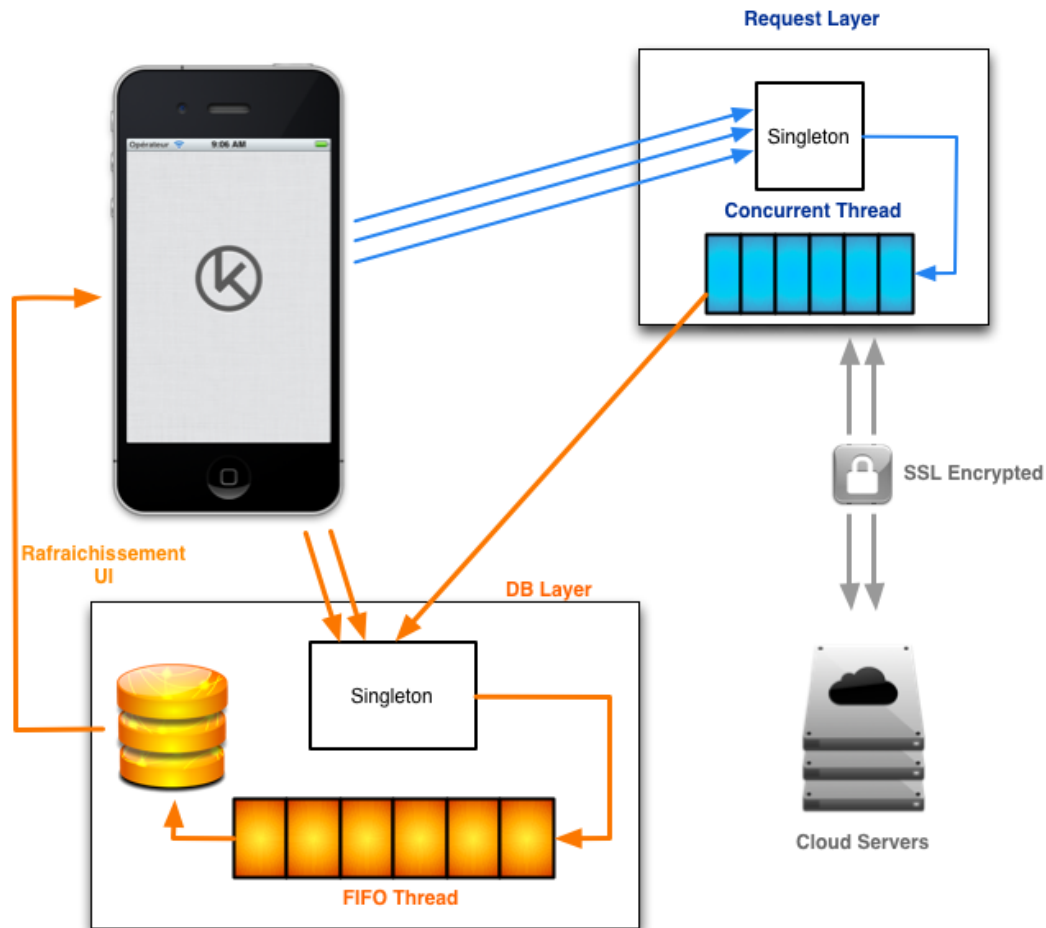 Request Layer
Opérateur 9:06 AM
Singleton
Concurrent Thread
SSL Encrypted
Rafraichissement
UI
DB Layer
Singleton
Cloud Servers
FIFO Thread